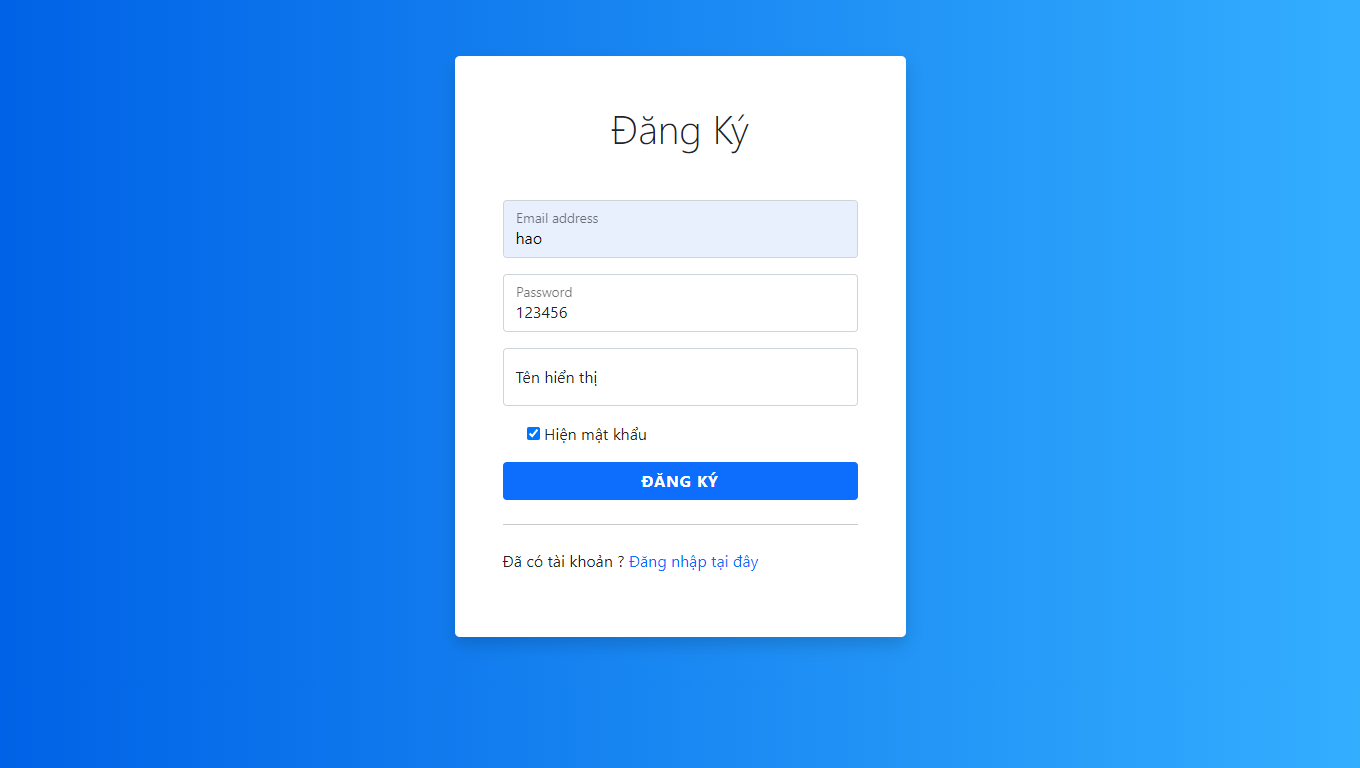 Đăng Ký
Email address
hao
Password
123456
Tên hiển thị
Hiện mật khẩu
ĐĂNG KÝ
Đã có tài khoản ? Đăng nhập tại đây